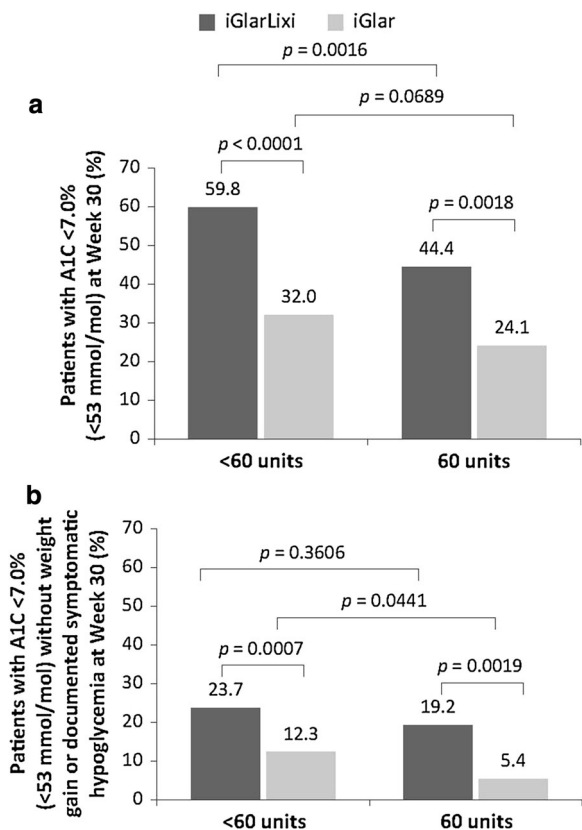 iGlarLixi iGlar
p = 0.0016
a
p = 0.0689
Patients with A1C <7.0%
(<53 mmol/mol) at Week 30 (%)
70
60
50
40
30
20
10
0
p < 0.0001
59.8
32.0
p = 0.0018
44.4
24.1
<60 units 60 units
b
Patients with A1C <7.0%
(<53 mmol/mol) without weight
gain or documented symptomatic
hypoglycemia at Week 30 (%)
70
60
50
40
30
20
10
0
p = 0.3606
p = 0.0441
p = 0.0007
23.7
12.3
p = 0.0019
19.2
5.4
<60 units 60 units